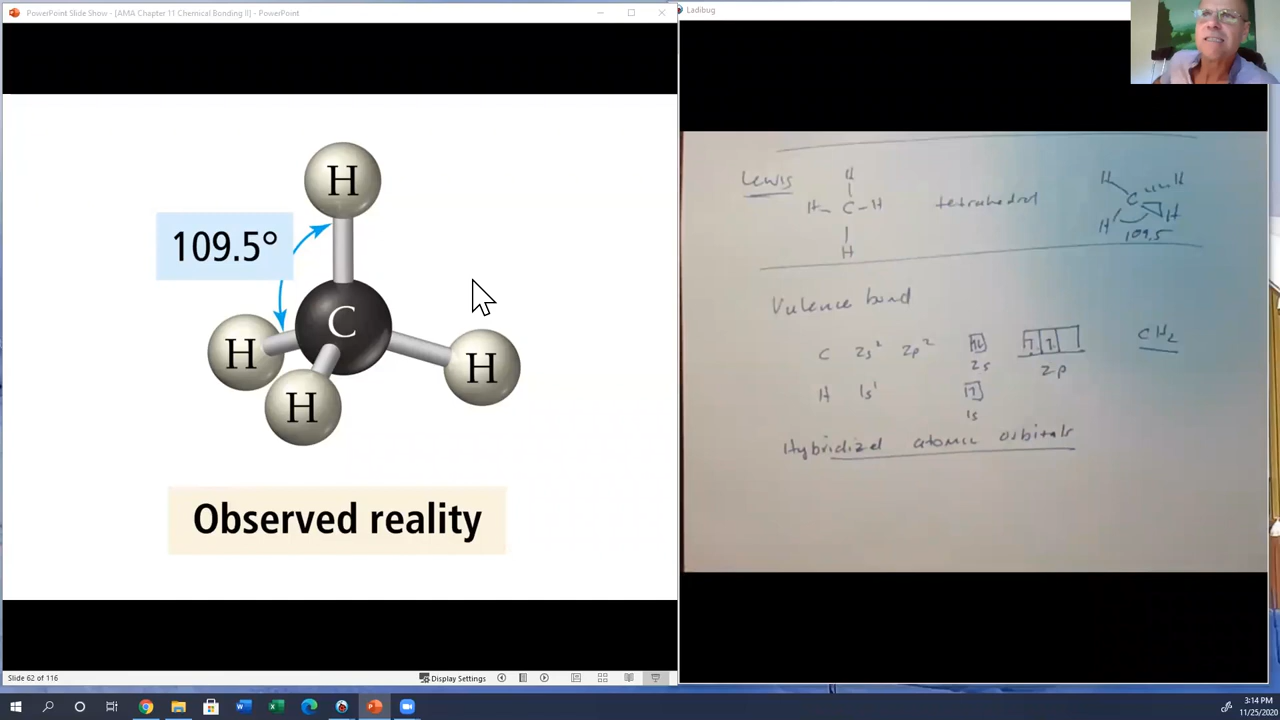 PowerPoint Slide Show - [AMA Chapter 11 Chemical Bonding II] - PowerPoint
H
109.5°
C
H
H
H
Observed reality
Slide 62 of 116
Display Settings
Ladibug
Lewis
H
H - C - H
H
tetrahedral
H H
C
H H
109.5
Valence bond
C 2s² 2p² 2s 2p CH₂
H 1s¹ 1s
Hybridized atomic orbitals
3:14 PM
11/25/2020